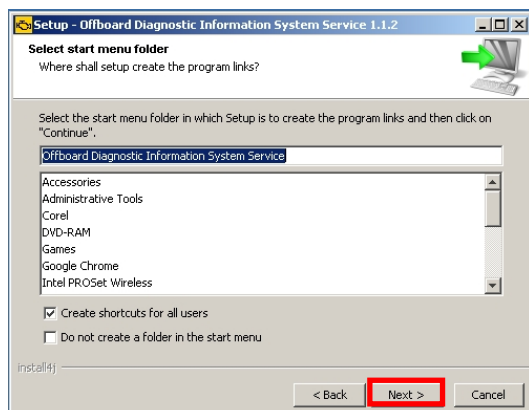 Setup - Offboard Diagnostic Information System Service 1.1.2
Select start menu folder
Where shall setup create the program links?
Select the start menu folder in which Setup is to create the program links and then click on
"Continue".
Offboard Diagnostic Information System Service
Accessories
Administrative Tools
Corel
DVD-RAM
Games
Google Chrome
Intel PROSet Wireless
Create shortcuts for all users
Do not create a folder in the start menu
install4j
< Back Next > Cancel